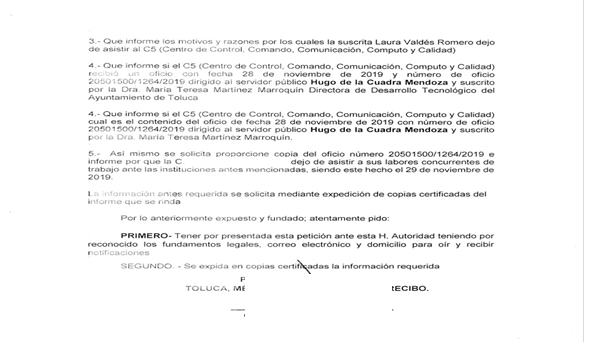 3.- Que informe los motivos y razones por los cuales la suscrita Laura Valdés Romero dejo
de asistir al C5 (Centro de Control, Comando, Comunicación, Computo y Calidad)
4.- Que informe si el C5 (Centro de Control, Comando, Comunicación, Computo y Calidad)
recibió un oficio con fecha 28 de noviembre de 2019 y número de oficio
20501500/1264/2019 dirigido al servidor público Hugo de la Cuadra Mendoza y suscrito
por la Dra. María Teresa Martínez Marroquín Directora de Desarrollo Tecnológico del
Ayuntamiento de Toluca
4.- Que informe si el C5 (Centro de Control, Comando, Comunicación, Computo y Calidad)
cual es el contenido del oficio de fecha 28 de noviembre de 2019 con número de oficio
20501500/1264/2019 dirigido al servidor público Hugo de la Cuadra Mendoza y suscrito
por la Dra. María Teresa Martínez Marroquín.
5.- Así mismo se solicita proporcione copia del oficio número 20501500/1264/2019 e
informe por que la C. dejo de asistir a sus labores concurrentes de
trabajo ante las instituciones antes mencionadas, siendo este hecho el 29 de noviembre de
2019.
La información antes requerida se solicita mediante expedición de copias certificadas del
informe que se rinda
Por lo anteriormente expuesto y fundado; atentamente pido:
PRIMERO- Tener por presentada esta petición ante esta H. Autoridad teniendo por
reconocido los fundamentos legales, correo electrónico y domicilio para oír y recibir
notificaciones
SEGUNDO. - Se expida en copias certificadas la información requerida
P
TOLUCA, MÉ RECIBO.